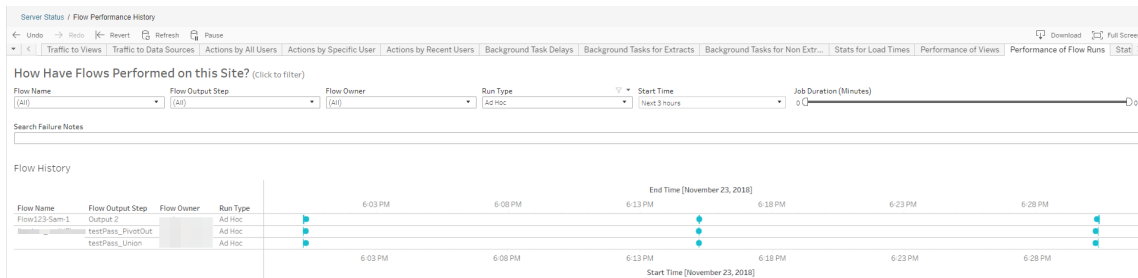 Server Status / Flow Performance History
← Undo → Redo Revert Refresh Pause Download Full Scree
Traffic to Views Traffic to Data Sources Actions by All Users Actions by Specific User Actions by Recent Users Background Task Delays Background Tasks for Extracts Background Tasks for Non Extr... Stats for Load Times Performance of Views Performance of Flow Runs Stat
How Have Flows Performed on this Site? (Click to filter)
Flow Name Flow Output Step Flow Owner Run Type Start Time Job Duration (Minutes)
(All) (All) (All) Ad Hoc Next 3 hours 0 0
Search Failure Notes
Flow History
End Time [November 23, 2018]
6:03 PM 6:08 PM 6:13 PM 6:18 PM 6:23 PM 6:28 PM
Flow Name Flow Output Step Flow Owner Run Type
Flow123-Sam-1 Output 2 Ad Hoc
testPass_PivotOut Ad Hoc
testPass_Union Ad Hoc
6:03 PM 6:08 PM 6:13 PM 6:18 PM 6:23 PM 6:28 PM
Start Time [November 23, 2018]